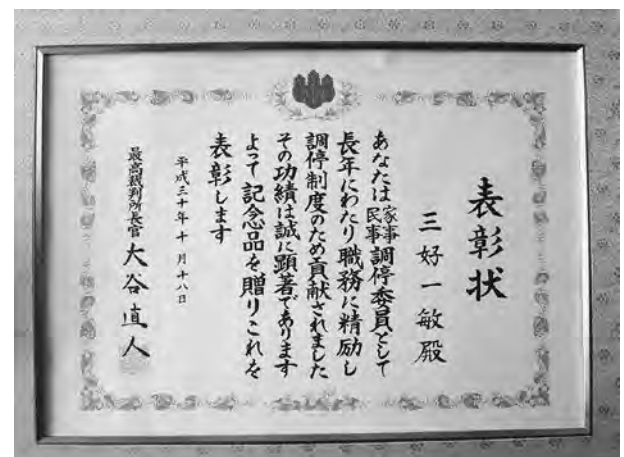 表彰状
三好一敏殿
あなたは家事民事調停委員として
長年にわたり職務に精励し
調停制度のため貢献されました
その功績は誠に顕著であります
よって記念品を贈りこれを
表彰します
平成三十年十月十八日
最高裁判所長官 大谷直人